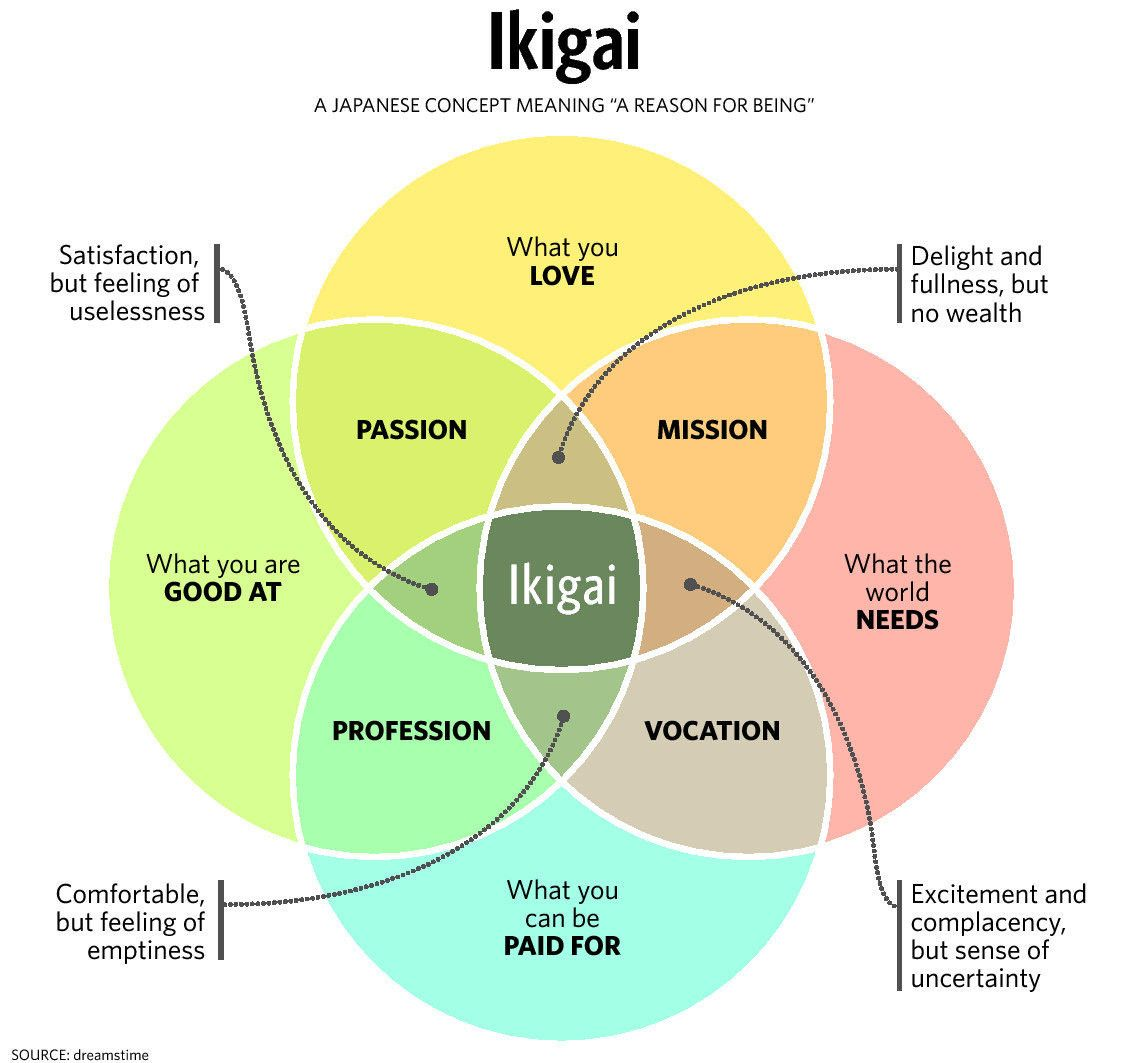 Ikigai
A JAPANESE CONCEPT MEANING “A REASON FOR BEING”
Satisfaction,
but feeling of
uselessness
What you
LOVE
Delight and
fullness, but
no wealth
PASSION
MISSION
What you are
GOOD AT
Ikigai
What the
world
NEEDS
PROFESSION
VOCATION
Comfortable,
but feeling of
emptiness
What you
can be
PAID FOR
Excitement and
complacency,
but sense of
uncertainty
SOURCE: dreamstime